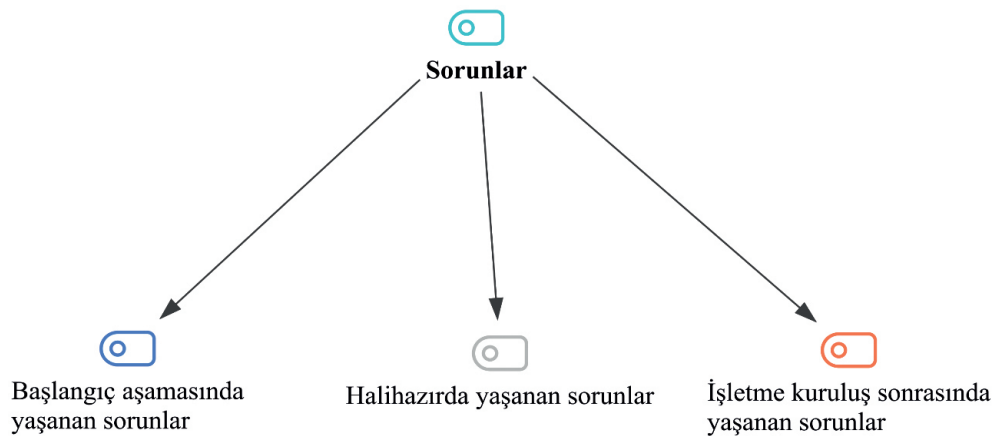 Sorunlar
Başlangıç aşamasında
yaşanan sorunlar
Halihazırda yaşanan sorunlar
İşletme kuruluş sonrasında
yaşanan sorunlar